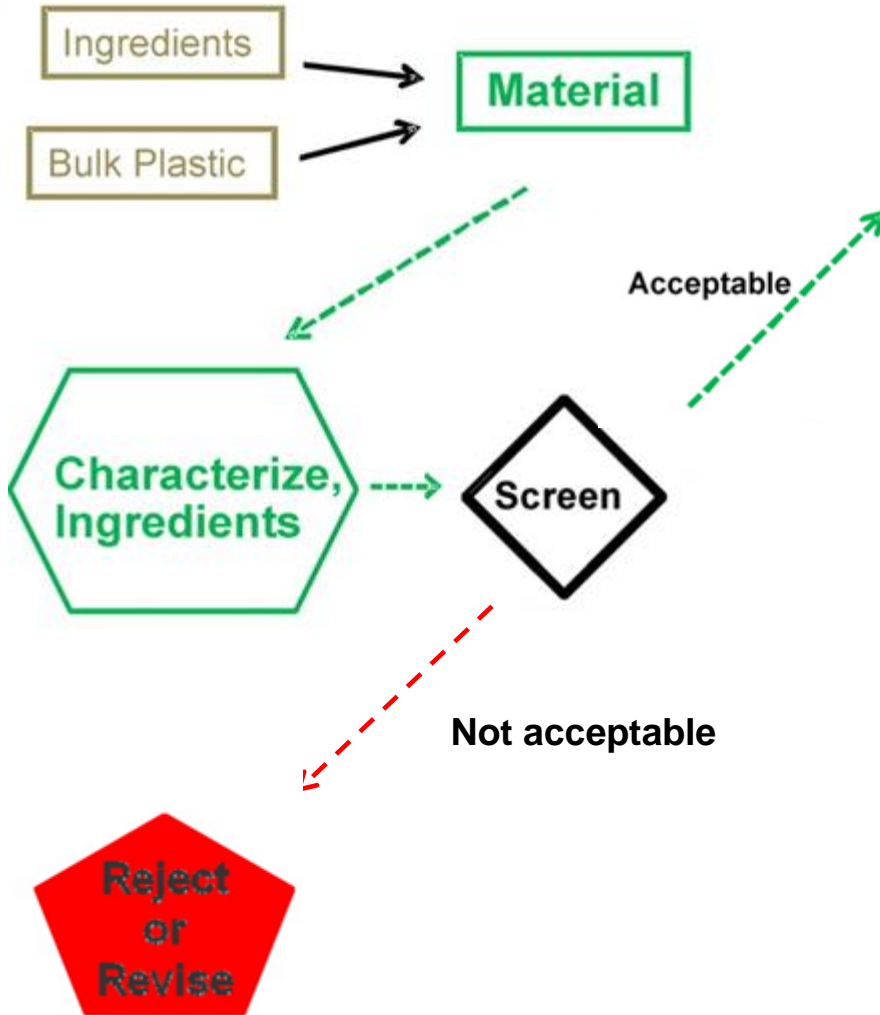 Ingredients
Material
Bulk Plastic
Acceptable
Characterize,
Ingredients
Screen
Not acceptable
Reject
or
Revise